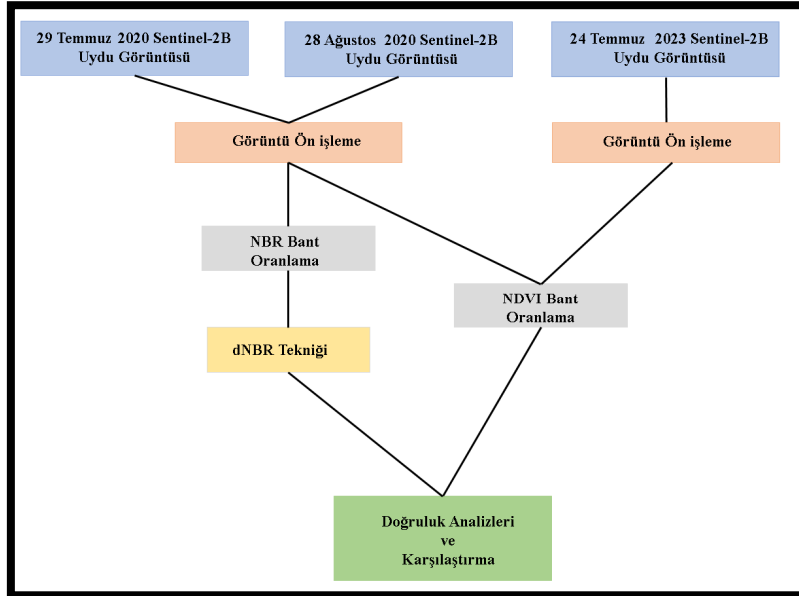 29 Temmuz 2020 Sentinel-2B
Uydu Görüntüsü
28 Ağustos 2020 Sentinel-2B
Uydu Görüntüsü
24 Temmuz 2023 Sentinel-2B
Uydu Görüntüsü
Görüntü Ön işleme
Görüntü Ön işleme
NBR Bant
Oranlama
NDVI Bant
Oranlama
dNBR Tekniği
Doğruluk Analizleri
ve
Karşılaştırma